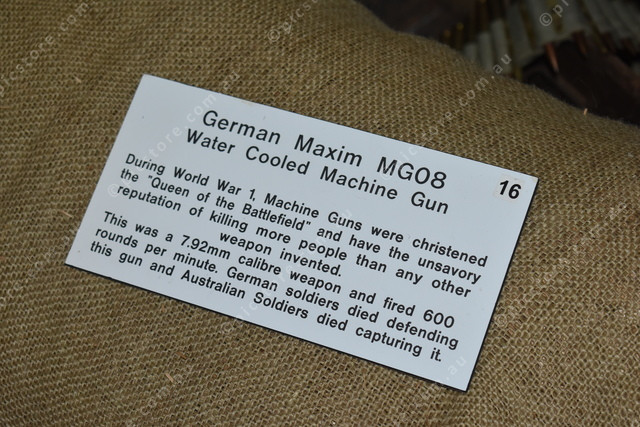 German Maxim MG08
Water Cooled Machine Gun
16
During World War 1, Machine Guns were christened
the "Queen of the Battlefield" and have the unsavory
reputation of killing more people than any other
weapon invented.
This was a 7.92mm calibre weapon and fired 600
rounds per minute. German soldiers died defending
this gun and Australian Soldiers died capturing it.
© picstore.com.au